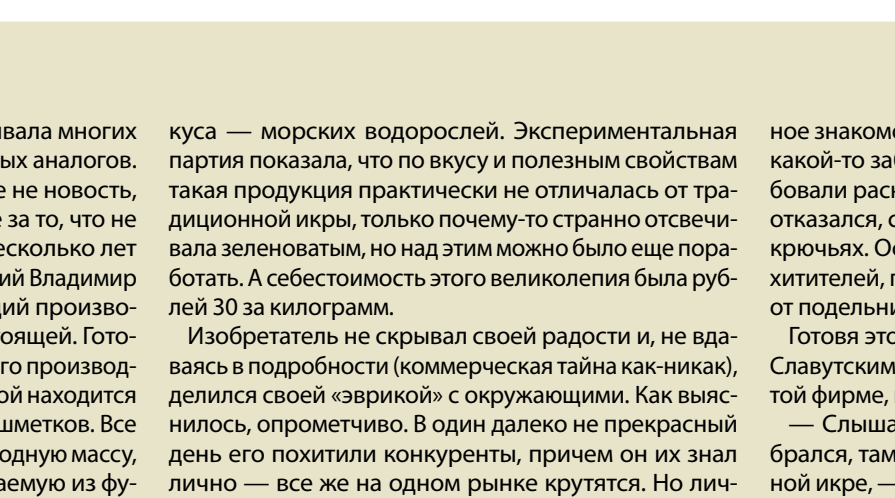 вала многих
ых аналогов.
е не новость,
е за то, что не
есколько лет
ий Владимир
ций произво-
оящей. Гото-
го производ-
ой находится
шметков. Все
одную массу,
аемую из фу-
куса — морских водорослей. Экспериментальная
партия показала, что по вкусу и полезным свойствам
такая продукция практически не отличалась от тра-
диционной икры, только почему-то странно отсвечи-
вала зеленоватым, но над этим можно было еще пора-
ботать. А себестоимость этого великолепия была руб-
лей 30 за килограмм.
Изобретатель не скрывал своей радости и, не вда-
ваясь в подробности (коммерческая тайна как-никак),
делился своей «эврикой» с окружающими. Как выяс-
нилось, опрометчиво. В один далеко не прекрасный
день его похитили конкуренты, причем он их знал
лично — все же на одном рынке крутятся. Но лич-
ное знаком
какой-то за
бовали рас
отказался,
крючьях. О
хитителей,
от подельн
Готовя это
Славутским
той фирме,
— Слыша
брался, там
ной икре, —